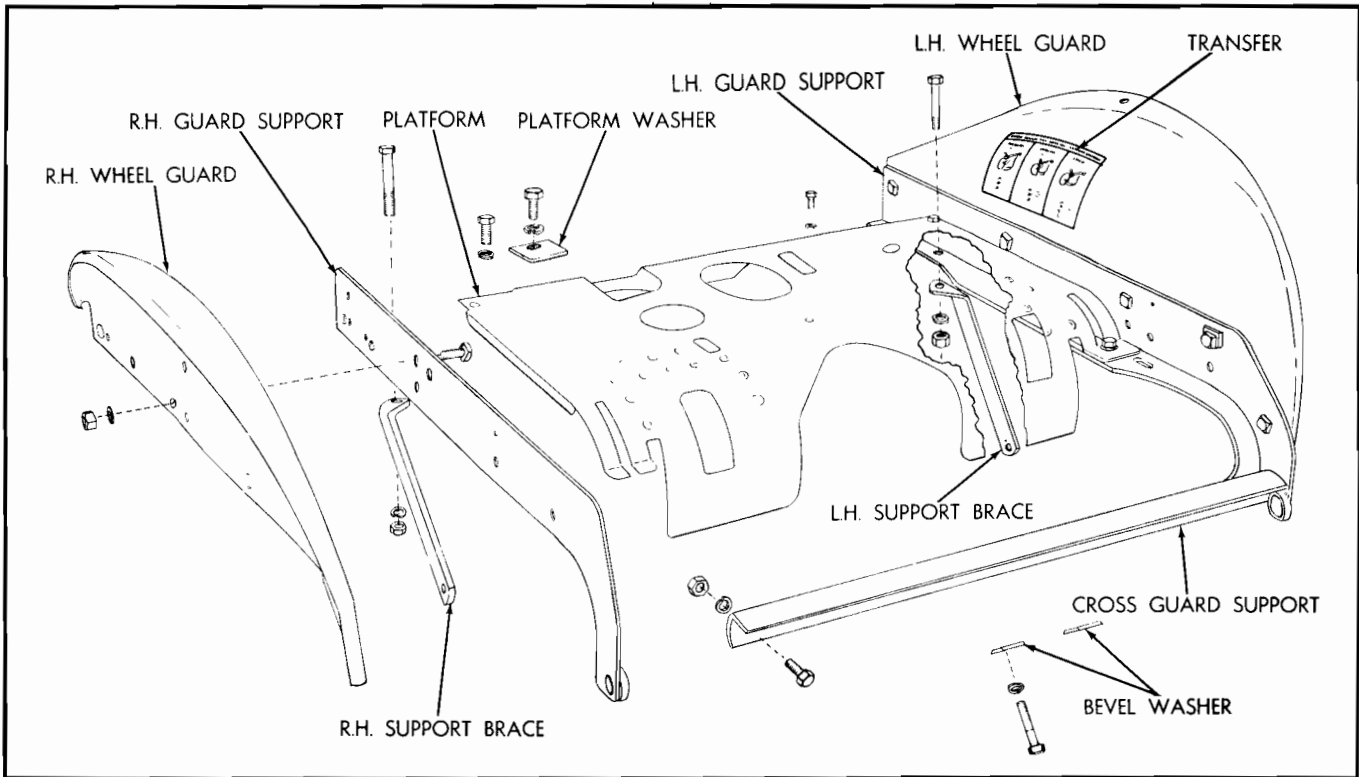 L.H. WHEEL GUARD
TRANSFER
L.H. GUARD SUPPORT
R.H. GUARD SUPPORT
PLATFORM
PLATFORM WASHER
R.H. WHEEL GUARD
L.H. SUPPORT BRACE
CROSS GUARD SUPPORT
BEVEL WASHER
R.H. SUPPORT BRACE